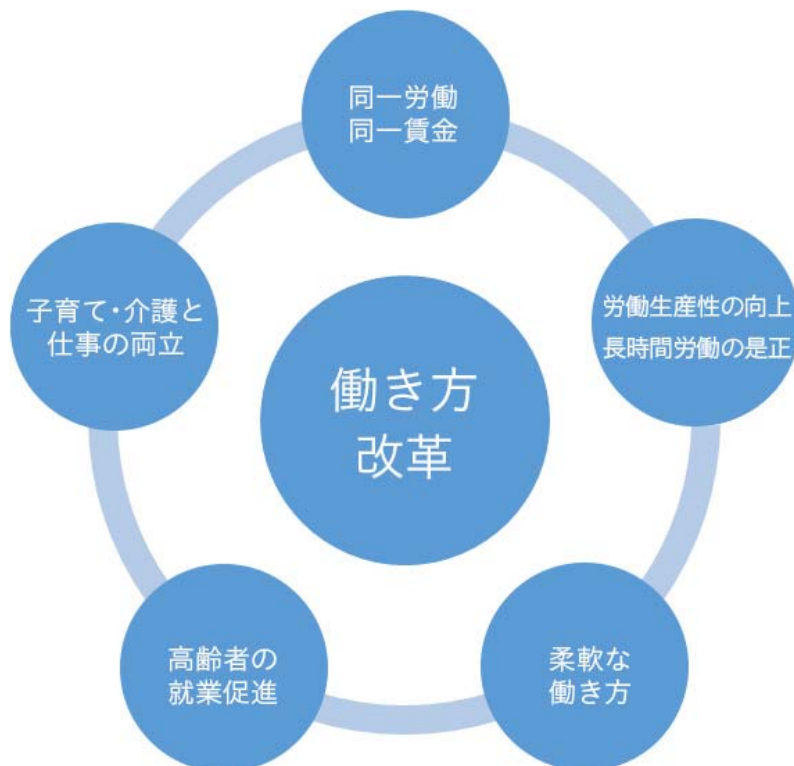 同一労働
同一賃金
労働生産性の向上
長時間労働の是正
柔軟な
働き方
高齢者の
就業促進
子育て・介護と
仕事の両立
働き方
改革